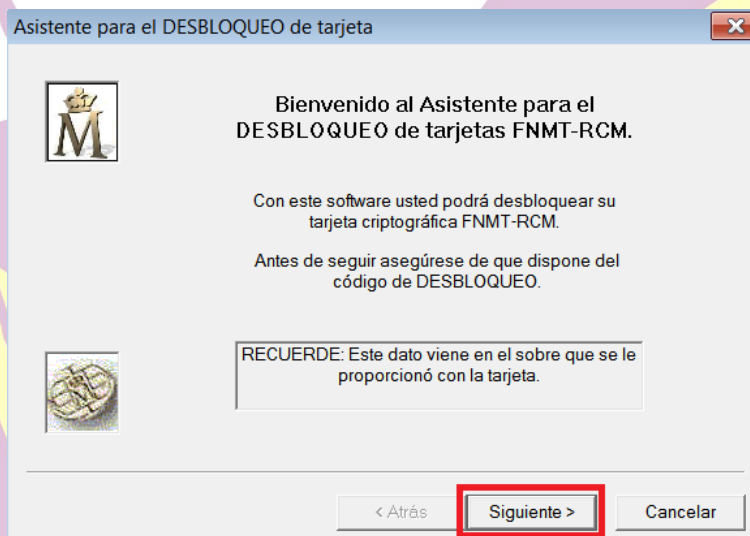 Asistente para el DESBLOQUEO de tarjeta
Bienvenido al Asistente para el
DESBLOQUEO de tarjetas FNMT-RCM.
Con este software usted podrá desbloquear su
tarjeta criptográfica FNMT-RCM.
Antes de seguir asegúrese de que dispone del
código de DESBLOQUEO.
RECUERDE: Este dato viene en el sobre que se le
proporcionó con la tarjeta.
< Atrás
Siguiente >
Cancelar